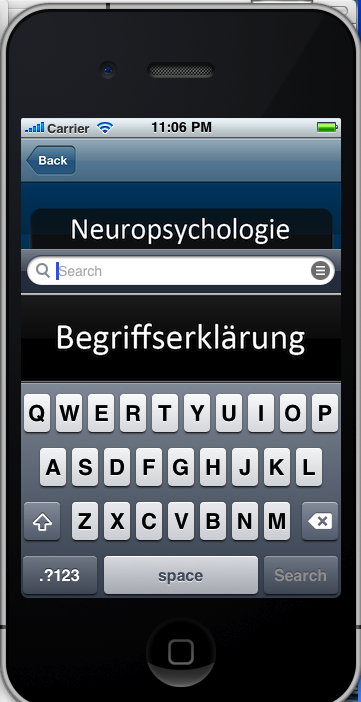 Carrier 11:06 PM
Back
Neuropsychologie
Search
Begriffserklärung
Q W E R T Y U I O P
A S D F G H J K L
Z X C V B N M
.?123 space Search